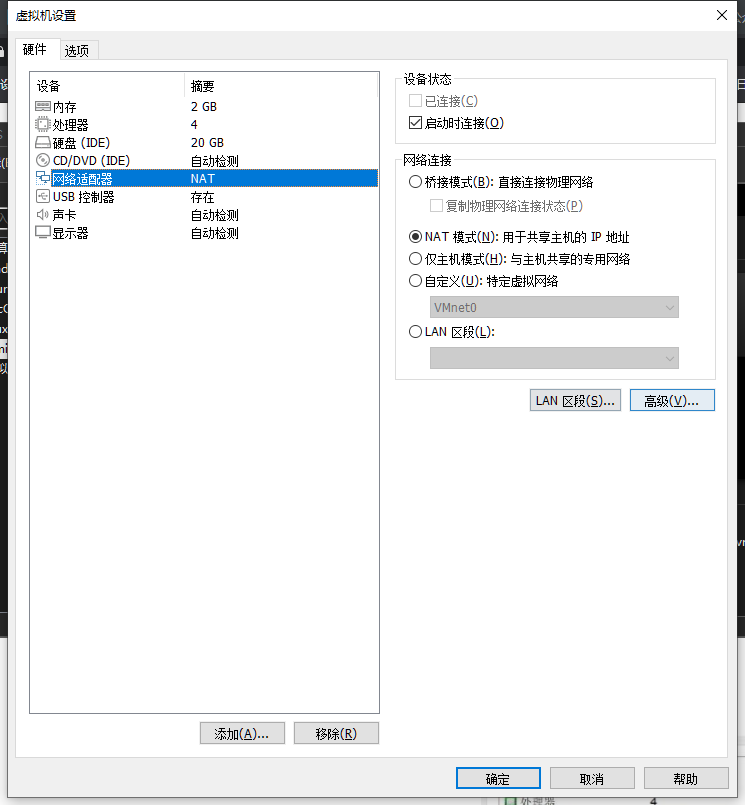 虚拟机设置
硬件 选项
设备 摘要
内存 2 GB
处理器 4
硬盘 (IDE) 20 GB
CD/DVD (IDE) 自动检测
网络适配器 NAT
USB 控制器 存在
声卡 自动检测
显示器 自动检测
添加(A)... 移除(R)
设备状态
已连接(C)
启动时连接(O)
网络连接
桥接模式(B): 直接连接物理网络
复制物理网络连接状态(P)
NAT 模式(N): 用于共享主机的 IP 地址
仅主机模式(H): 与主机共享的专用网络
自定义(U): 特定虚拟网络
VMnet0
LAN 区段(L):
LAN 区段(S)... 高级(V)...
确定 取消 帮助
处理器 4